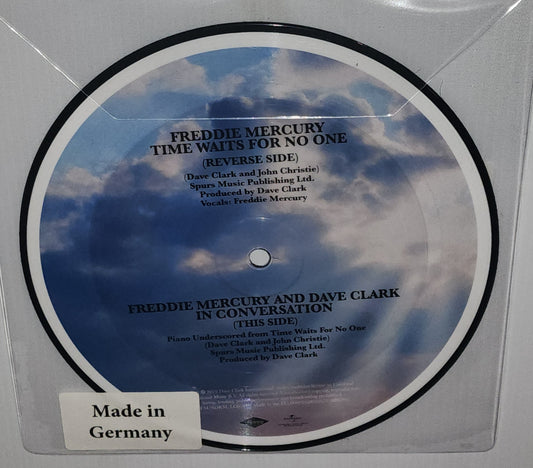 FREDDIE MERCURY
TIME WAITS FOR NO ONE
(REVERSE SIDE)
(Dave Clark and John Christie)
Spurs Music Publishing Ltd.
Produced by Dave Clark
Vocals: Freddie Mercury
FREDDIE MERCURY AND DAVE CLARK
IN CONVERSATION
(THIS SIDE)
Piano Underscored from Time Waits For No One
(Dave Clark and John Christie)
Spurs Music Publishing Ltd.
Produced by Dave Clark
Made in
Germany